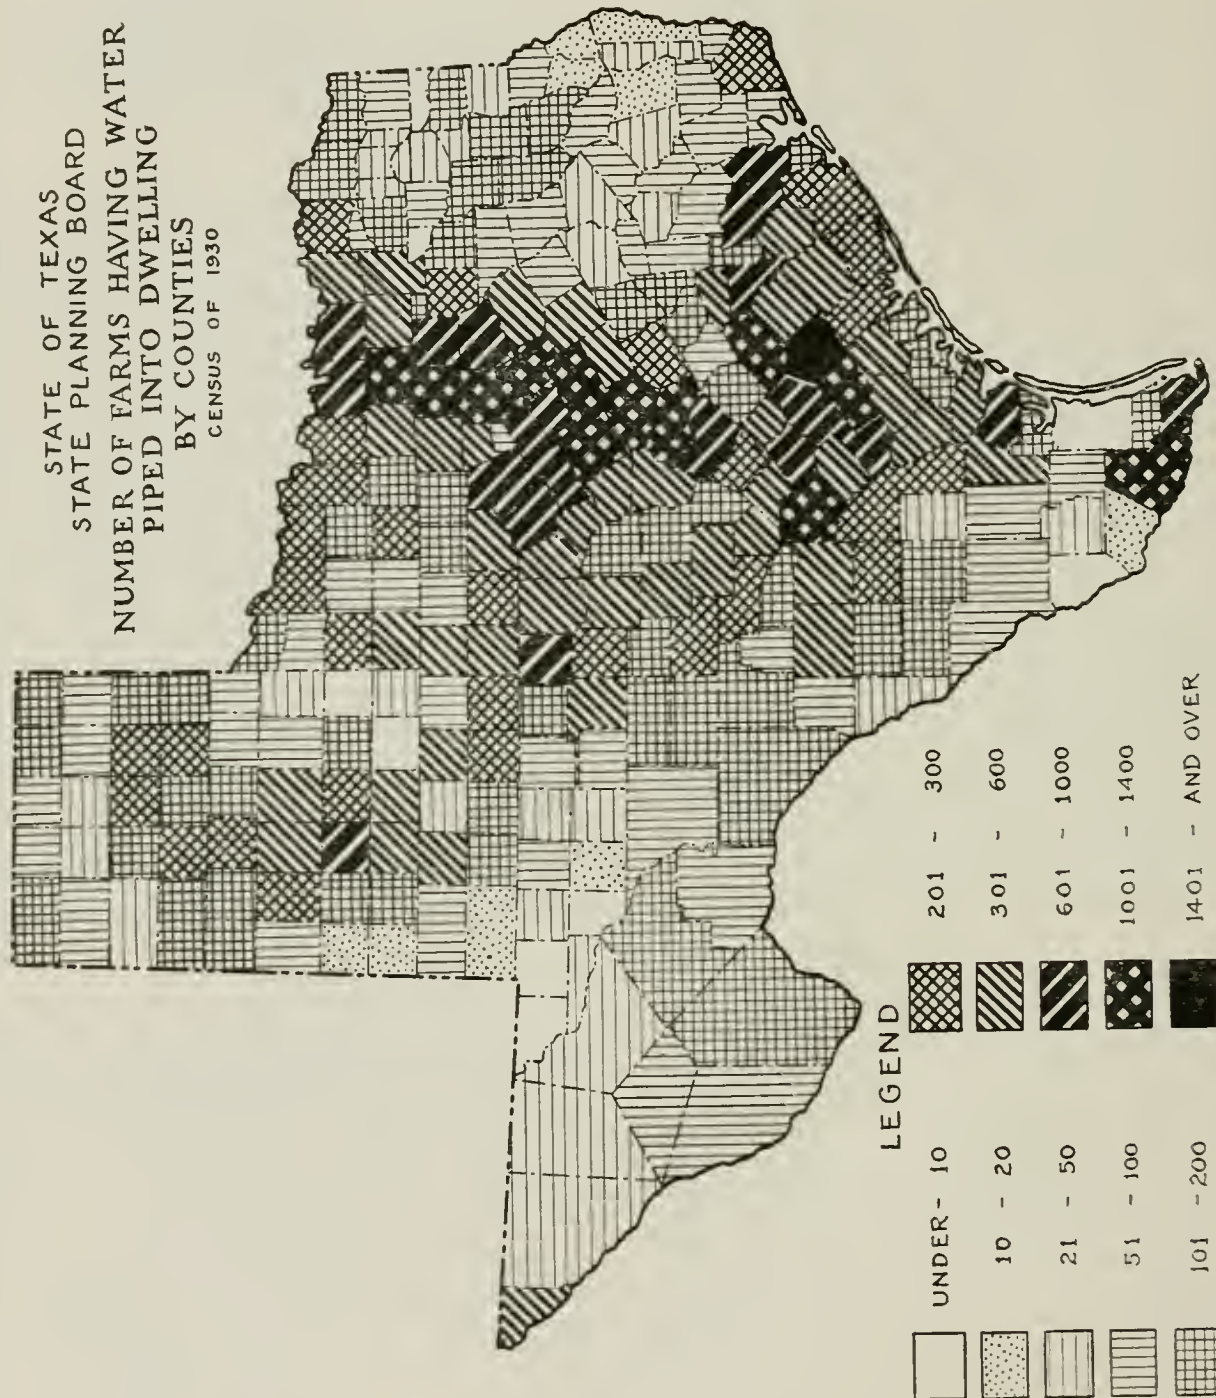 STATE OF TEXAS
STATE PLANNING BOARD
NUMBER OF FARMS HAVING WATER
PIPED INTO DWELLING
BY COUNTIES
CENSUS OF 1930
LEGEND
UNDER - 10
10 - 20
21 - 50
51 - 100
101 - 200
201 - 300
301 - 600
601 - 1000
1001 - 1400
1401 - AND OVER